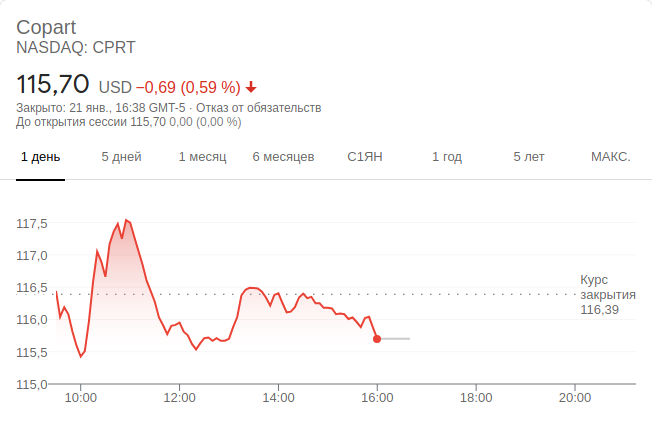 Copart
NASDAQ: CPRT
115,70 USD −0,69 (0,59 %)
Закрыто: 21 янв., 16:38 GMT-5 · Отказ от обязательств
До открытия сессии 115,70 0,00 (0,00 %)
1 день 5 дней 1 месяц 6 месяцев С1ЯН 1 год 5 лет МАКС.
117,5
117,0
116,5
116,0
115,5
115,0
Курс
закрытия
116,39
10:00 12:00 14:00 16:00 18:00 20:00